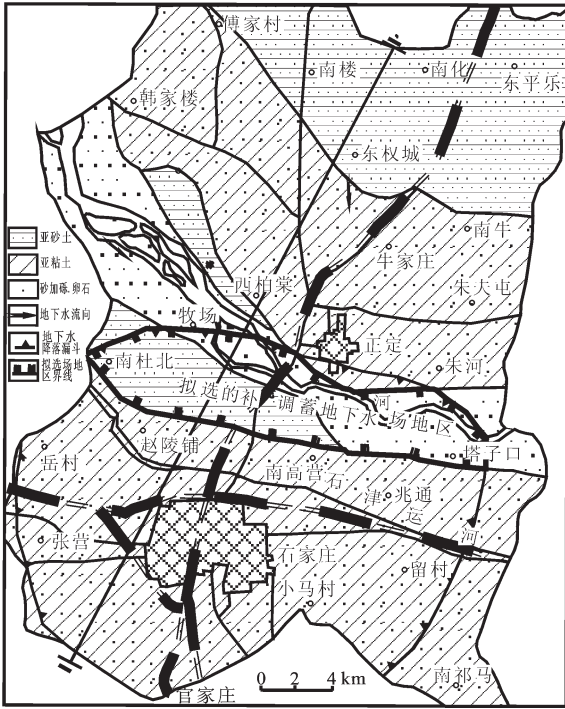 傅家村
南楼
南化
东平乐
韩家楼
东权城
南牛
牛家庄
亚砂土
亚粘土
砂加砾.卵石
地下水流向
地下水
降落漏斗
拟选场地
区界线
西柏棠
朱夫屯
牧场
正定
南杜北
朱河
拟选的补 调蓄地下水 场地区
河
赵陵铺
塔子口
岳村
南高营
石
津
兆通
运
河
张营
石家庄
留村
小马村
南祁马
官家庄
0 2 4 km